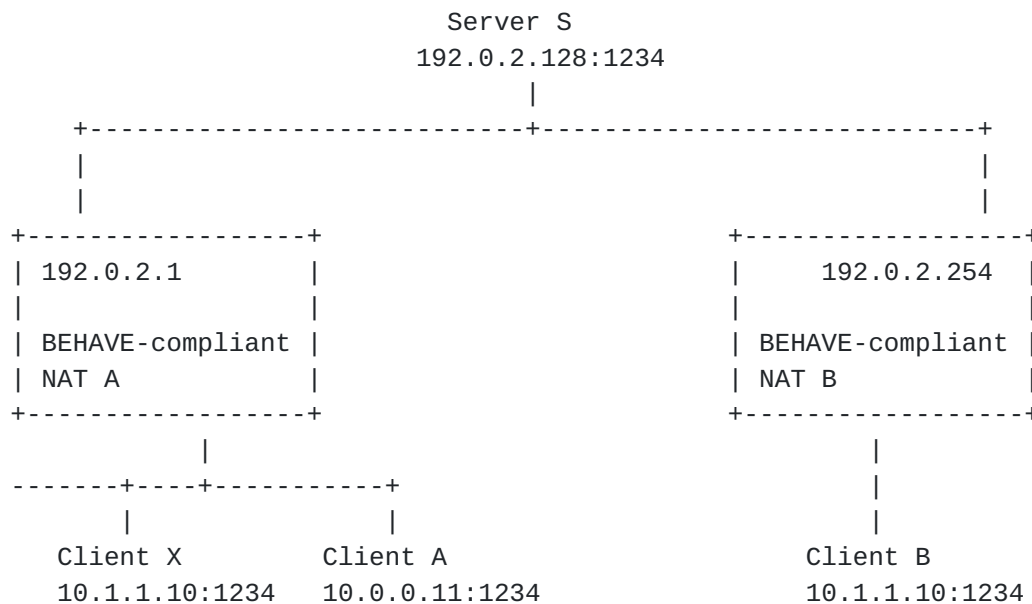 Server S
192.0.2.128:1234
192.0.2.1 192.0.2.254
BEHAVE-compliant BEHAVE-compliant
NAT A NAT B
Client X Client A Client B
10.1.1.10:1234 10.0.0.11:1234 10.1.1.10:1234